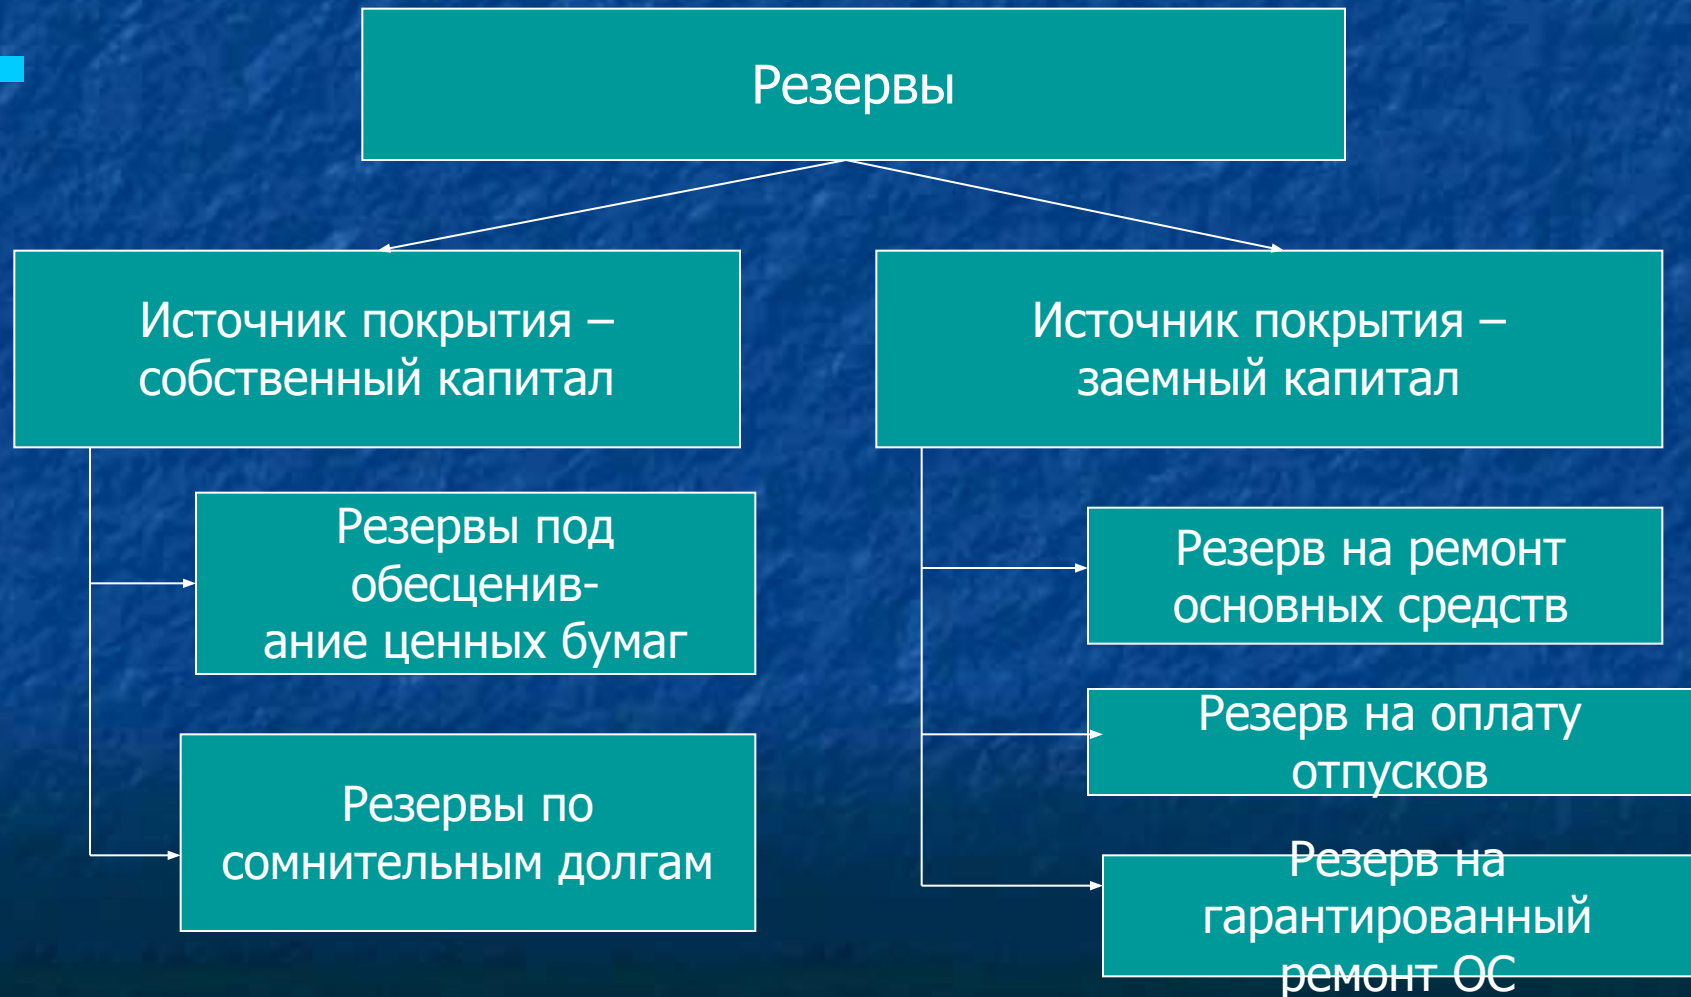 Резервы
Источник покрытия –
собственный капитал
Резервы под
обесценив-
ание ценных бумаг
Резервы по
сомнительным долгам
Источник покрытия –
заемный капитал
Резерв на ремонт
основных средств
Резерв на оплату
отпусков
Резерв на
гарантированный
ремонт ОС